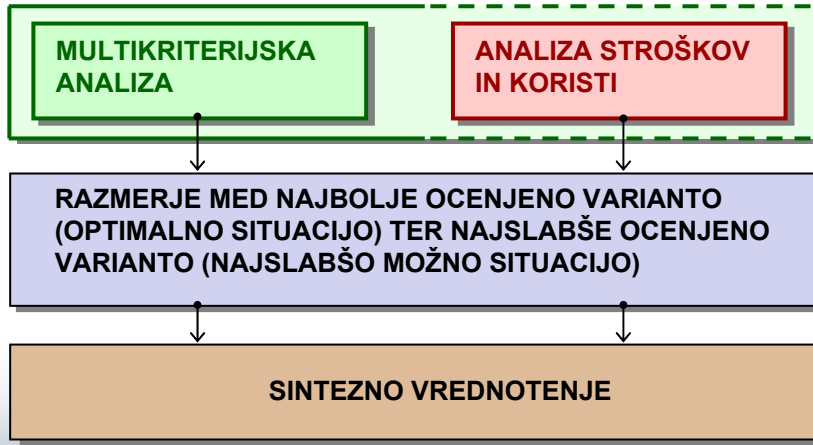 MULTIKRITERIJSKA
ANALIZA
ANALIZA STROŠKOV
IN KORISTI
RAZMERJE MED NAJBOLJE OCENJENO VARIANTO
(OPTIMALNO SITUACIJO) TER NAJSLABŠE OCENJENO
VARIANTO (NAJSLABŠO MOŽNO SITUACIJO)
SINTEZNO VREDNOTENJE